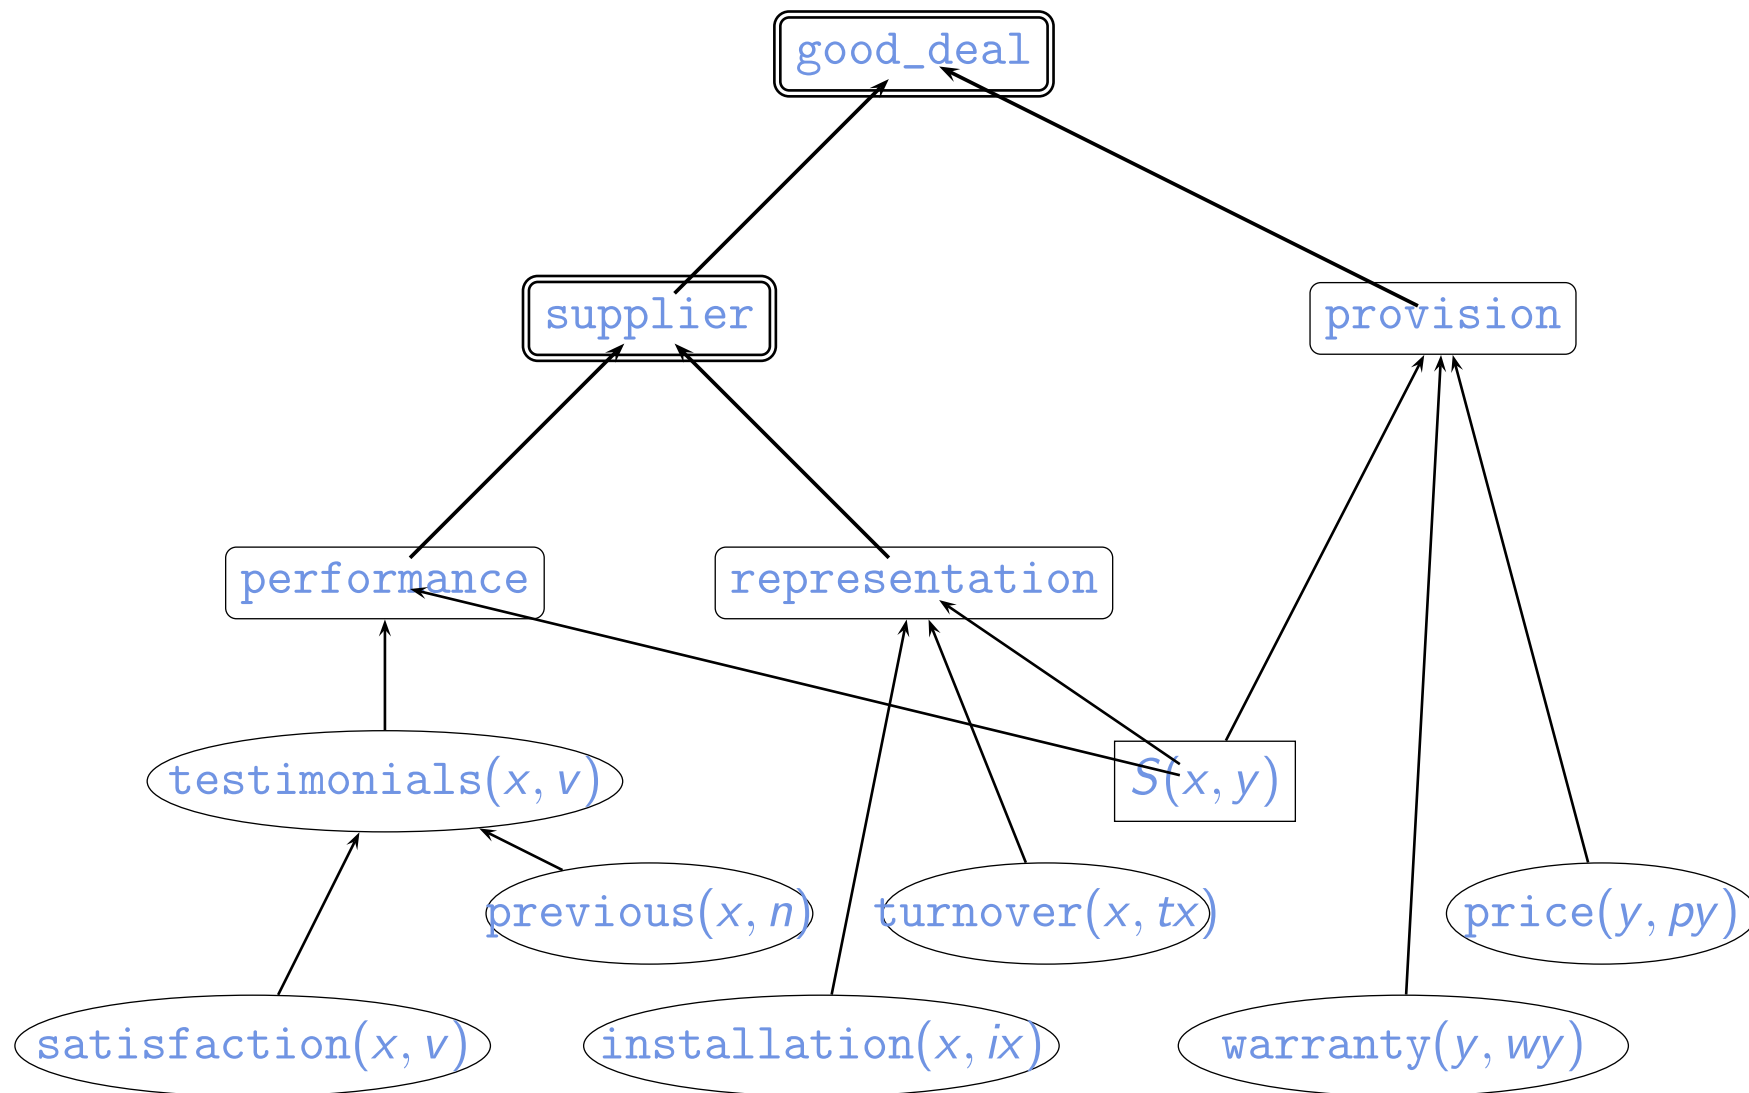 good_deal
supplier
provision
performance
representation
testimonials(x, v)
S(x, y)
previous(x, n)
turnover(x, tx)
price(y, py)
satisfaction(x, v)
installation(x, ix)
warranty(y, wy)